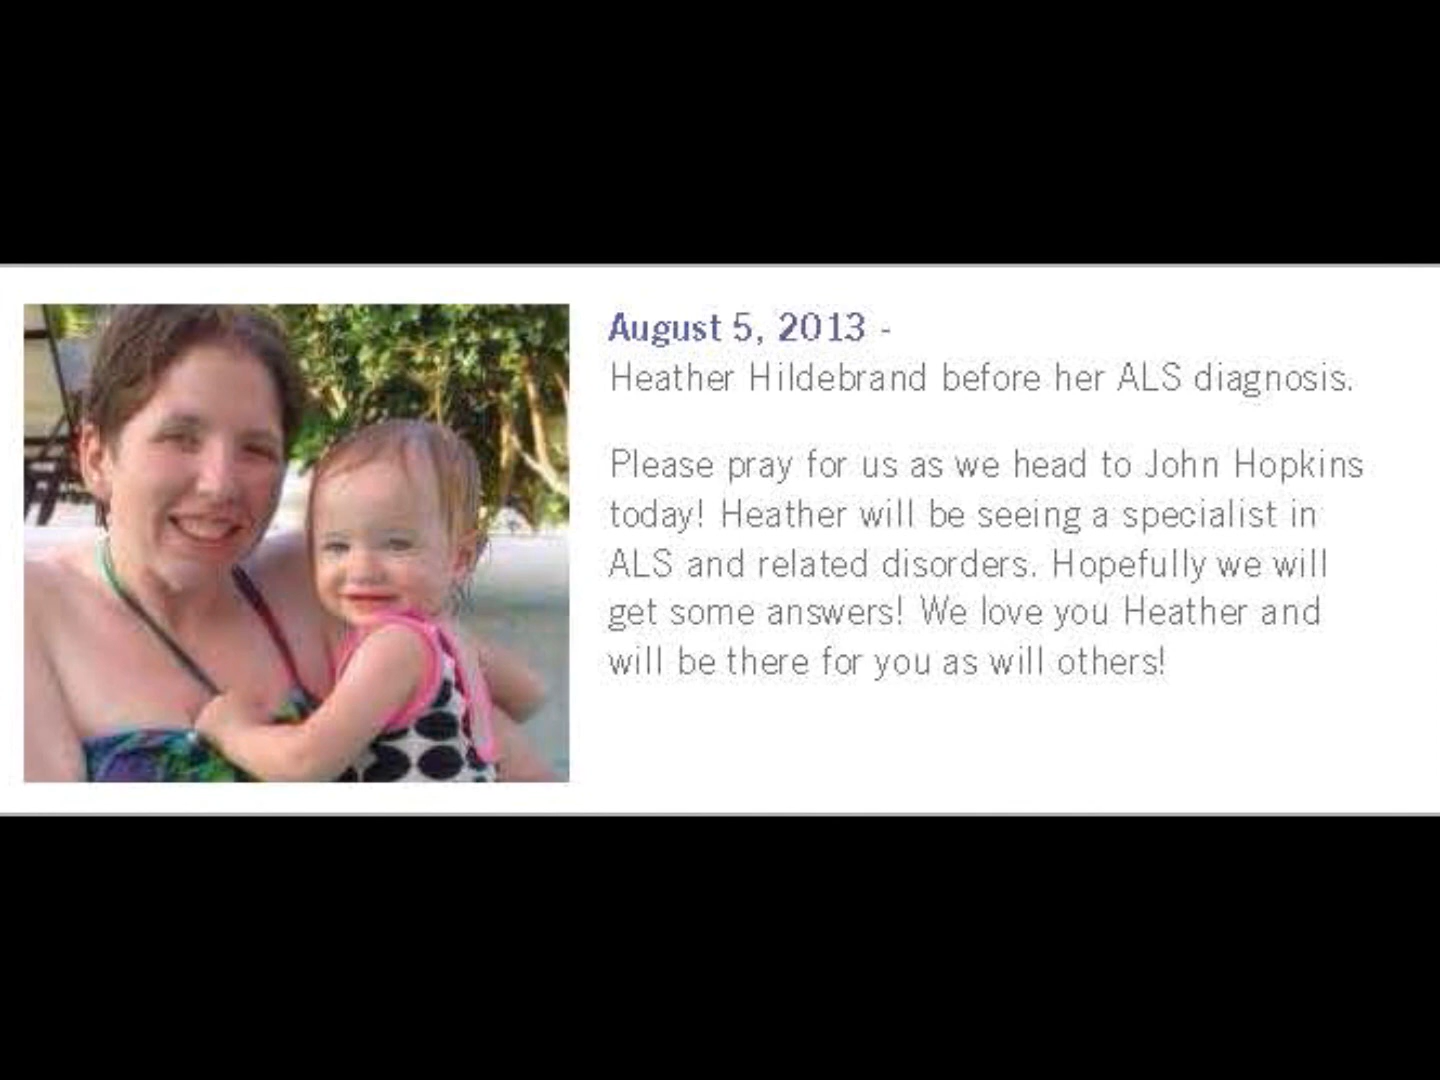 August 5, 2013 -
Heather Hildebrand before her ALS diagnosis.
Please pray for us as we head to John Hopkins
today! Heather will be seeing a specialist in
ALS and related disorders. Hopefully we will
get some answers! We love you Heather and
will be there for you as will others!